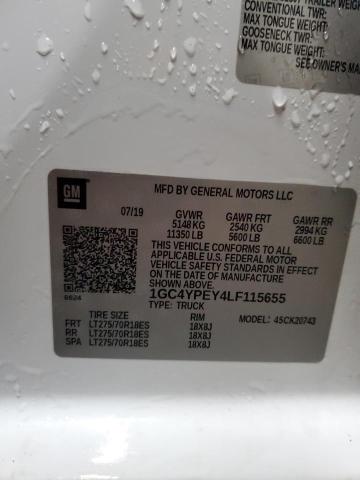 TRAILER WEIGHT
CONVENTIONAL TWR:
MAX TONGUE WEIGHT:
GOOSENECK TWR:
MAX TONGUE WEIGHT:
SEE OWNER'S MA
GM
MFD BY GENERAL MOTORS LLC
07/19 GVWR GAWR FRT GAWR RR
5148 KG 2540 KG 2994 KG
11350 LB 5600 LB 6600 LB
THIS VEHICLE CONFORMS TO ALL
APPLICABLE U.S. FEDERAL MOTOR
VEHICLE SAFETY STANDARDS IN
EFFECT ON THE DATE OF
MANUFACTURE SHOWN ABOVE.
1GC4YPEY4LF115655
6624 TYPE: TRUCK MODEL: 4SCK20743
TIRE SIZE RIM
FRT LT275/70R18ES 18X8J
RR LT275/70R18ES 18X8J
SPA LT275/70R18ES 18X8J